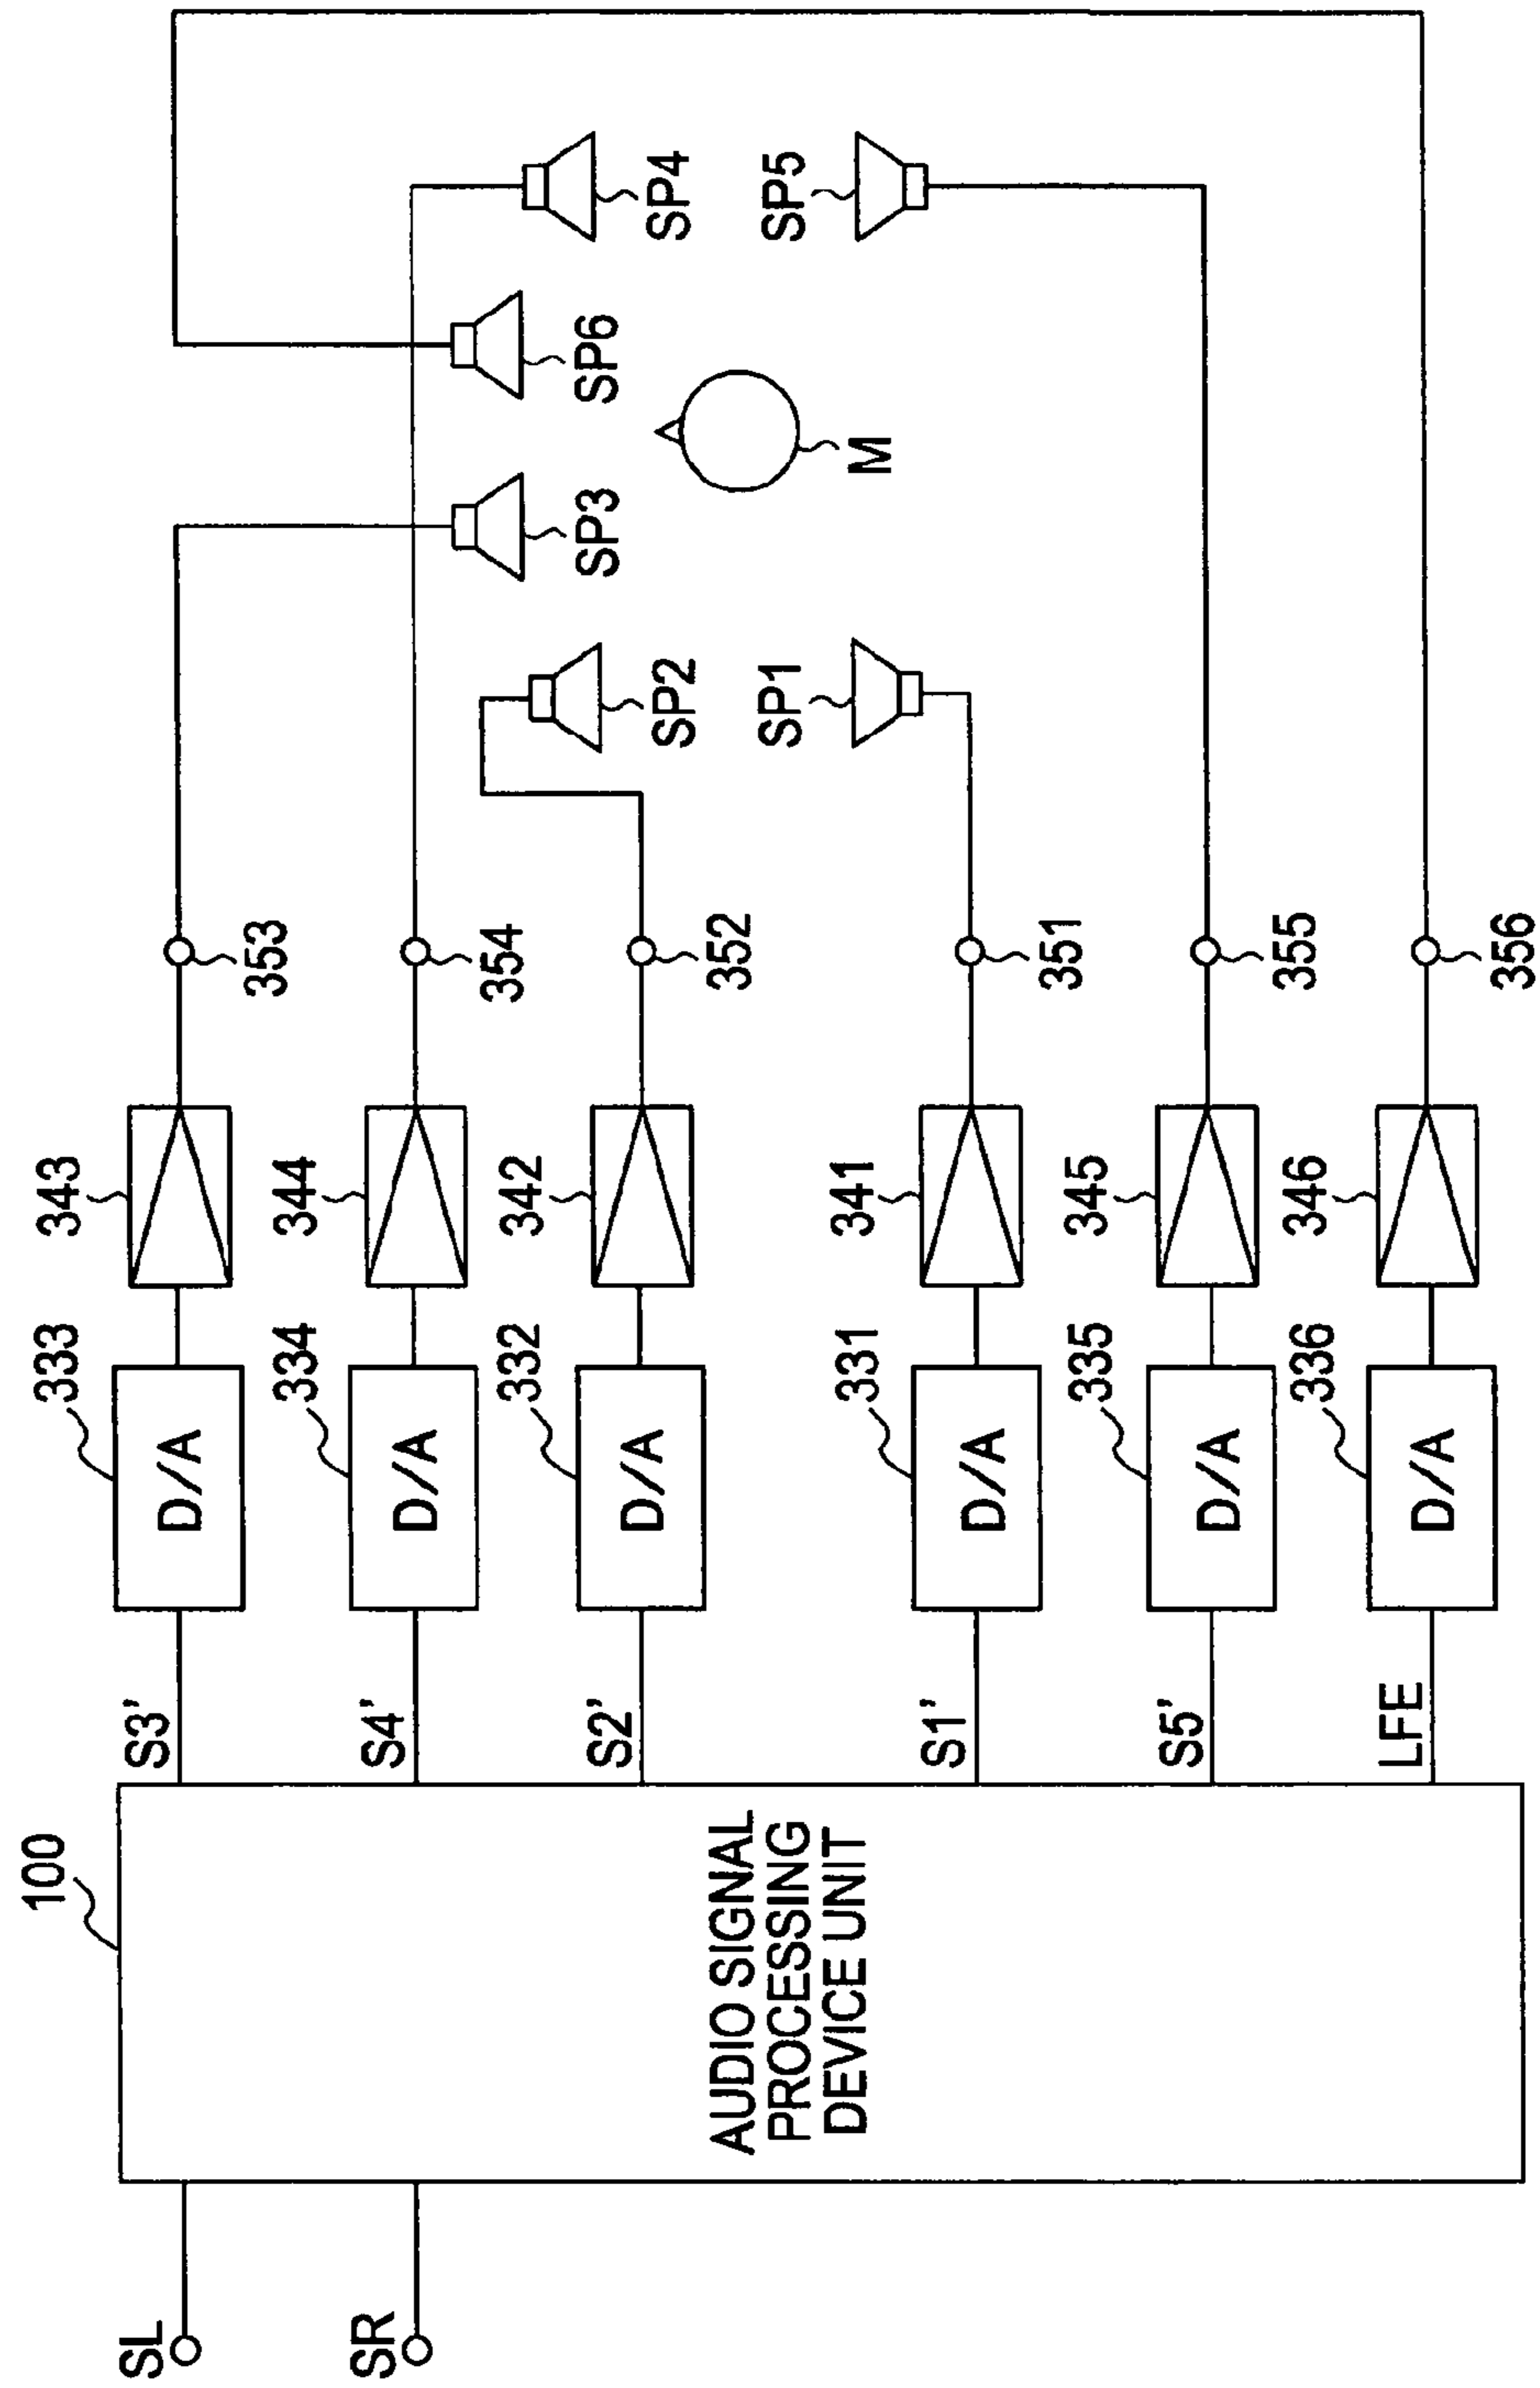 SL
SR
100
AUDIO SIGNAL
PROCESSING
DEVICE UNIT
S3'
S4'
S2'
S1'
S5'
LFE
333
D/A
334
D/A
332
D/A
331
D/A
335
D/A
336
D/A
343
344
342
341
345
346
353
354
352
351
355
356
SP2
SP1
SP3
SP6
M
SP4
SP5